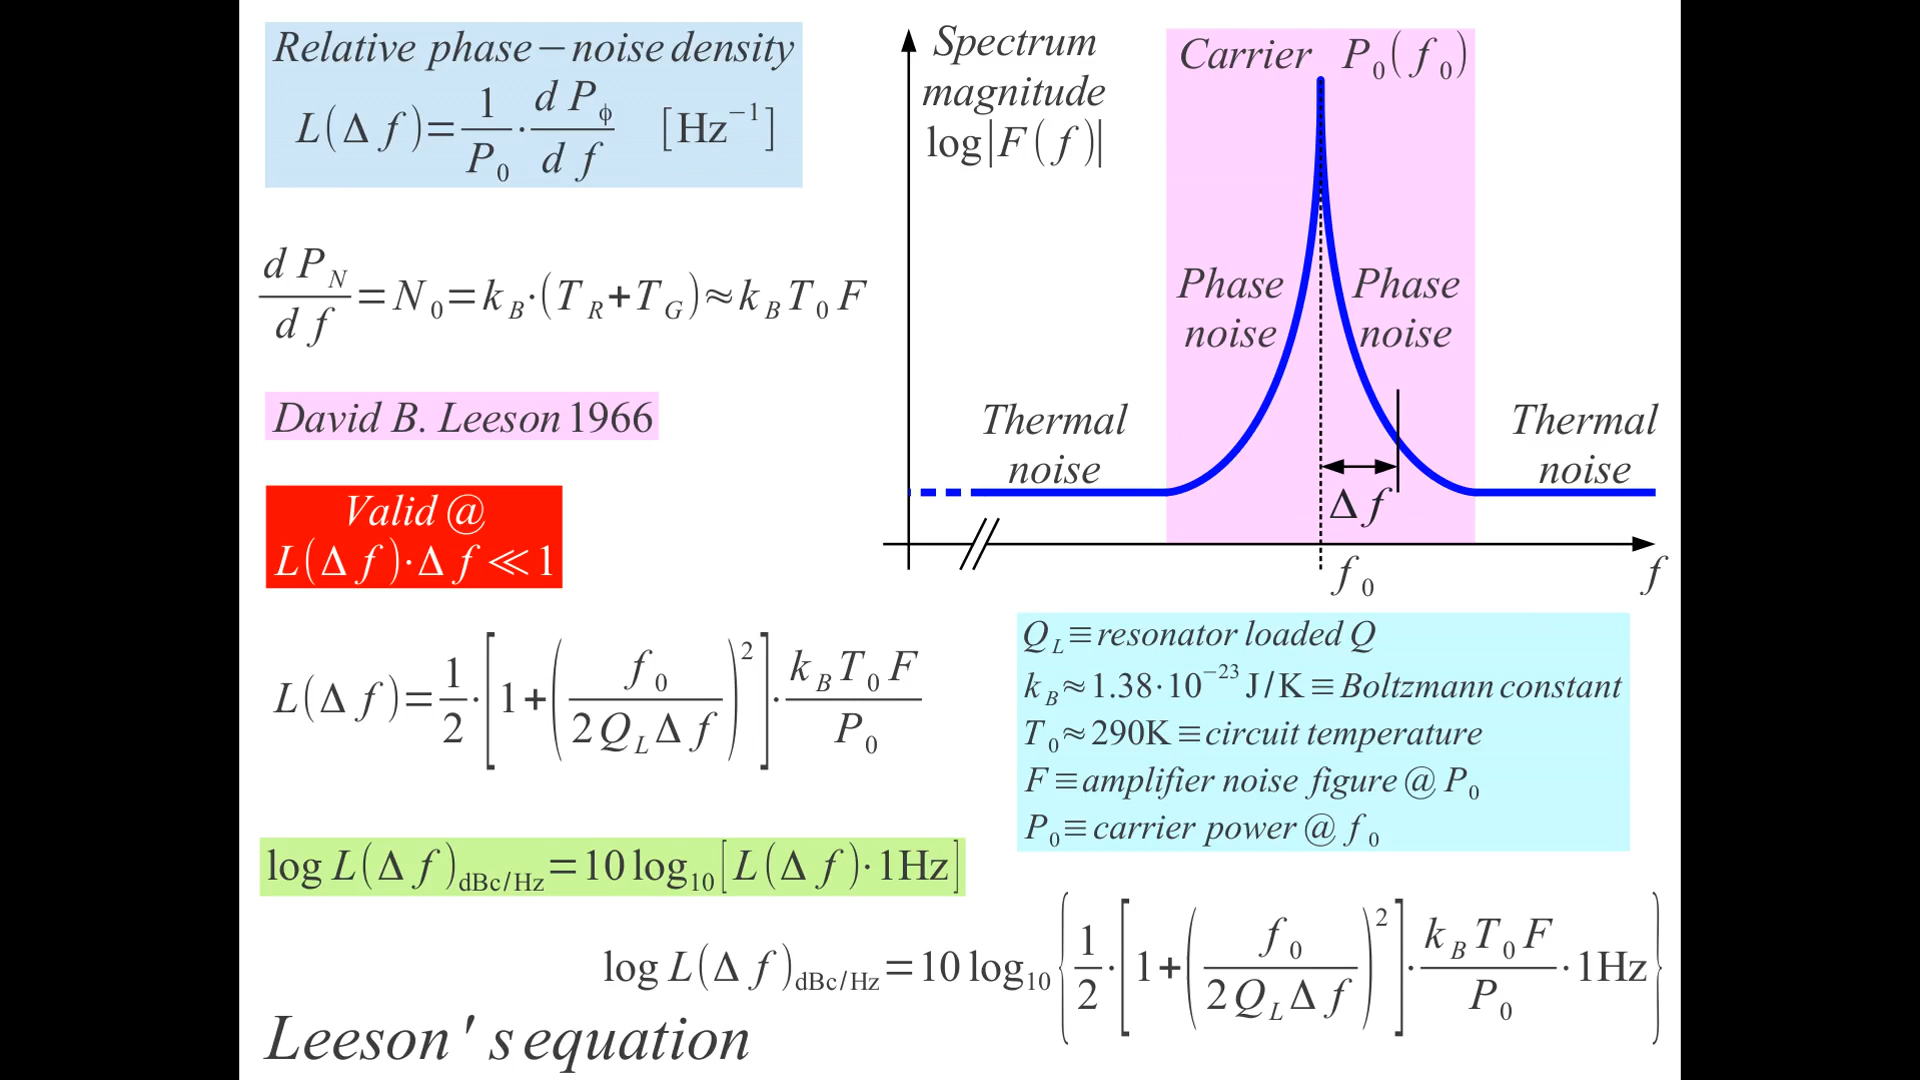 Relative phase−noise density
L(Δf)=1/P₀·dP_ϕ/df [Hz⁻¹]
dP_N/df=N₀=k_B·(T_R+T_G)≈k_B T₀ F
David B. Leeson 1966
Valid @
L(Δf)·Δf≪1
L(Δf)=1/2·[1+(f₀/2Q_LΔf)²]·k_B T₀ F/P₀
log L(Δf)_dBc/Hz=10 log₁₀[L(Δf)·1Hz]
log L(Δf)_dBc/Hz=10 log₁₀{1/2·[1+(f₀/2Q_LΔf)²]·k_B T₀ F/P₀·1Hz}
Leeson's equation
Spectrum
magnitude
log|F(f)|
Carrier P₀(f₀)
Phase
noise
Phase
noise
Thermal
noise
Thermal
noise
Δf
f₀
f
Q_L≡resonator loaded Q
k_B≈1.38·10⁻²³J/K≡Boltzmann constant
T₀≈290K≡circuit temperature
F≡amplifier noise figure@P₀
P₀≡carrier power@f₀